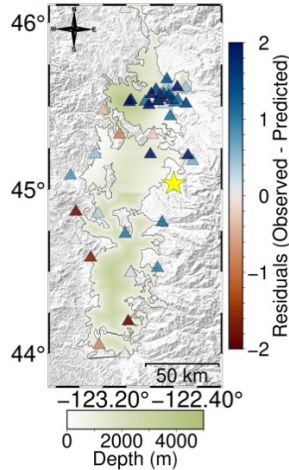 46°
N
W
E
S
45°
44°
50 km
−123.20° −122.40°
0 2000 4000
Depth (m)
2
1
0
−1
−2
Residuals (Observed - Predicted)